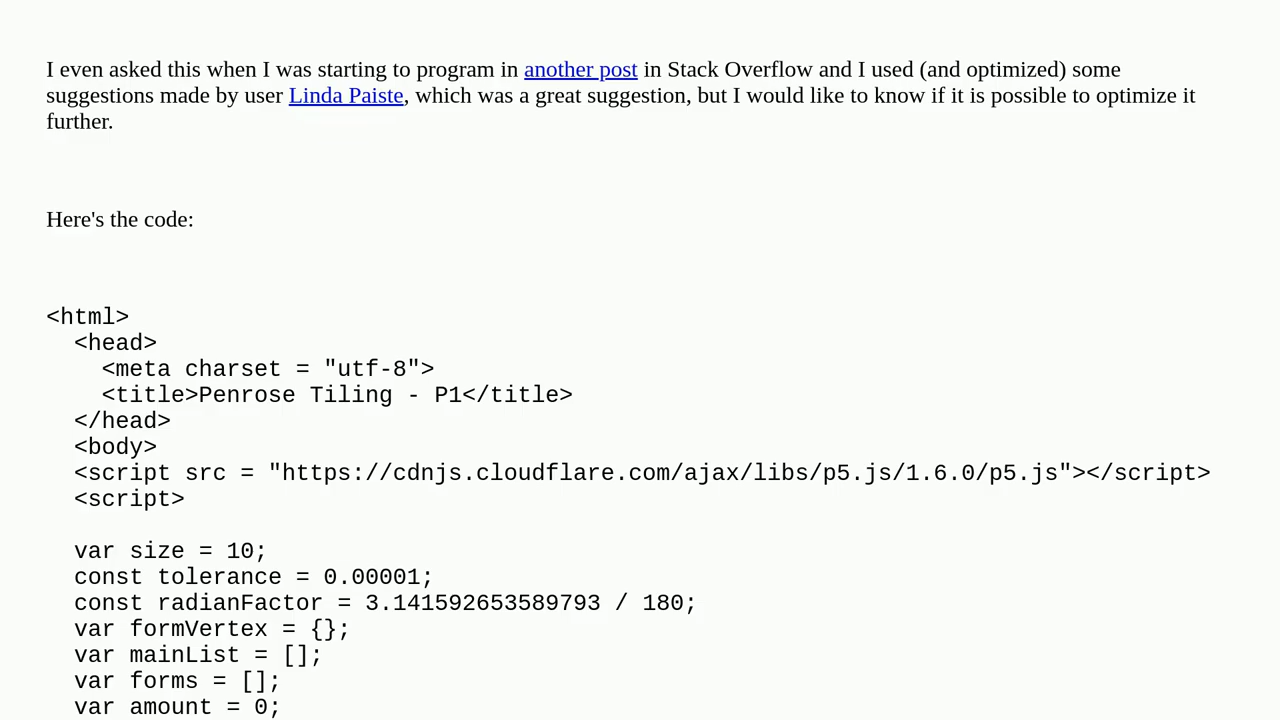 I even asked this when I was starting to program in another post in Stack Overflow and I used (and optimized) some
suggestions made by user Linda Paiste, which was a great suggestion, but I would like to know if it is possible to optimize it
further.
Here's the code:
<html>
  <head>
    <meta charset = "utf-8">
    <title>Penrose Tiling - P1</title>
  </head>
  <body>
  <script src = "https://cdnjs.cloudflare.com/ajax/libs/p5.js/1.6.0/p5.js"></script>
  <script>
  var size = 10;
  const tolerance = 0.00001;
  const radianFactor = 3.141592653589793 / 180;
  var formVertex = {};
  var mainList = [];
  var forms = [];
  var amount = 0;